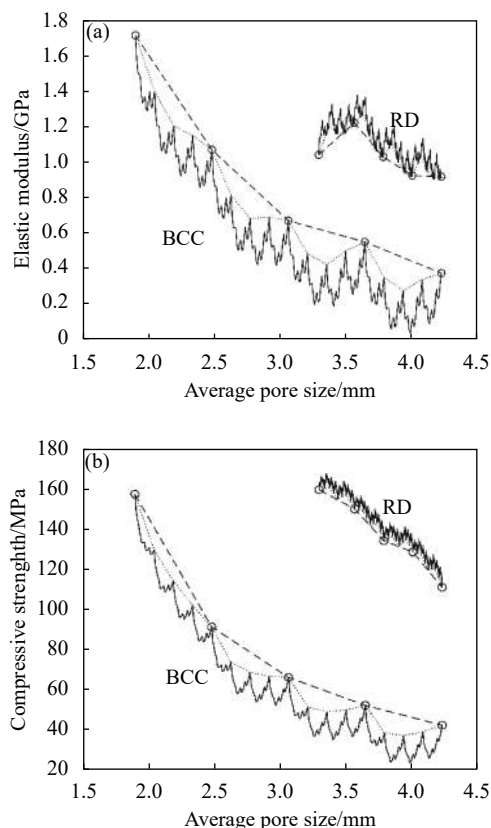 (a)
1.8
1.6
1.4
1.2
1.0
0.8
0.6
0.4
0.2
0
Elastic modulus/GPa
RD
BCC
1.5 2.0 2.5 3.0 3.5 4.0 4.5
Average pore size/mm
(b)
180
160
140
120
100
80
60
40
20
Compressive strenghth/MPa
RD
BCC
1.5 2.0 2.5 3.0 3.5 4.0 4.5
Average pore size/mm